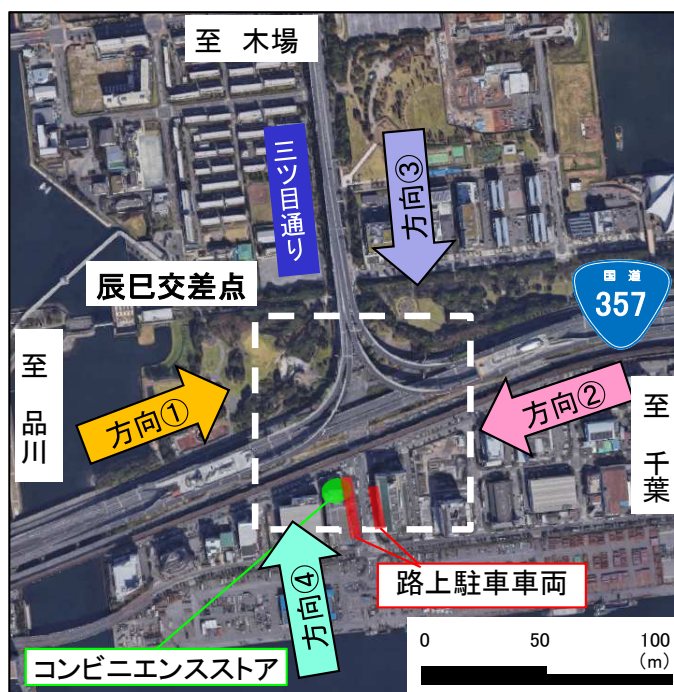 至 木場
三ツ目通り
方向③
辰巳交差点
国道
357
至 品川
方向①
方向②
至 千葉
路上駐車車両
方向④
コンビニエンスストア
0 50 100
(m)